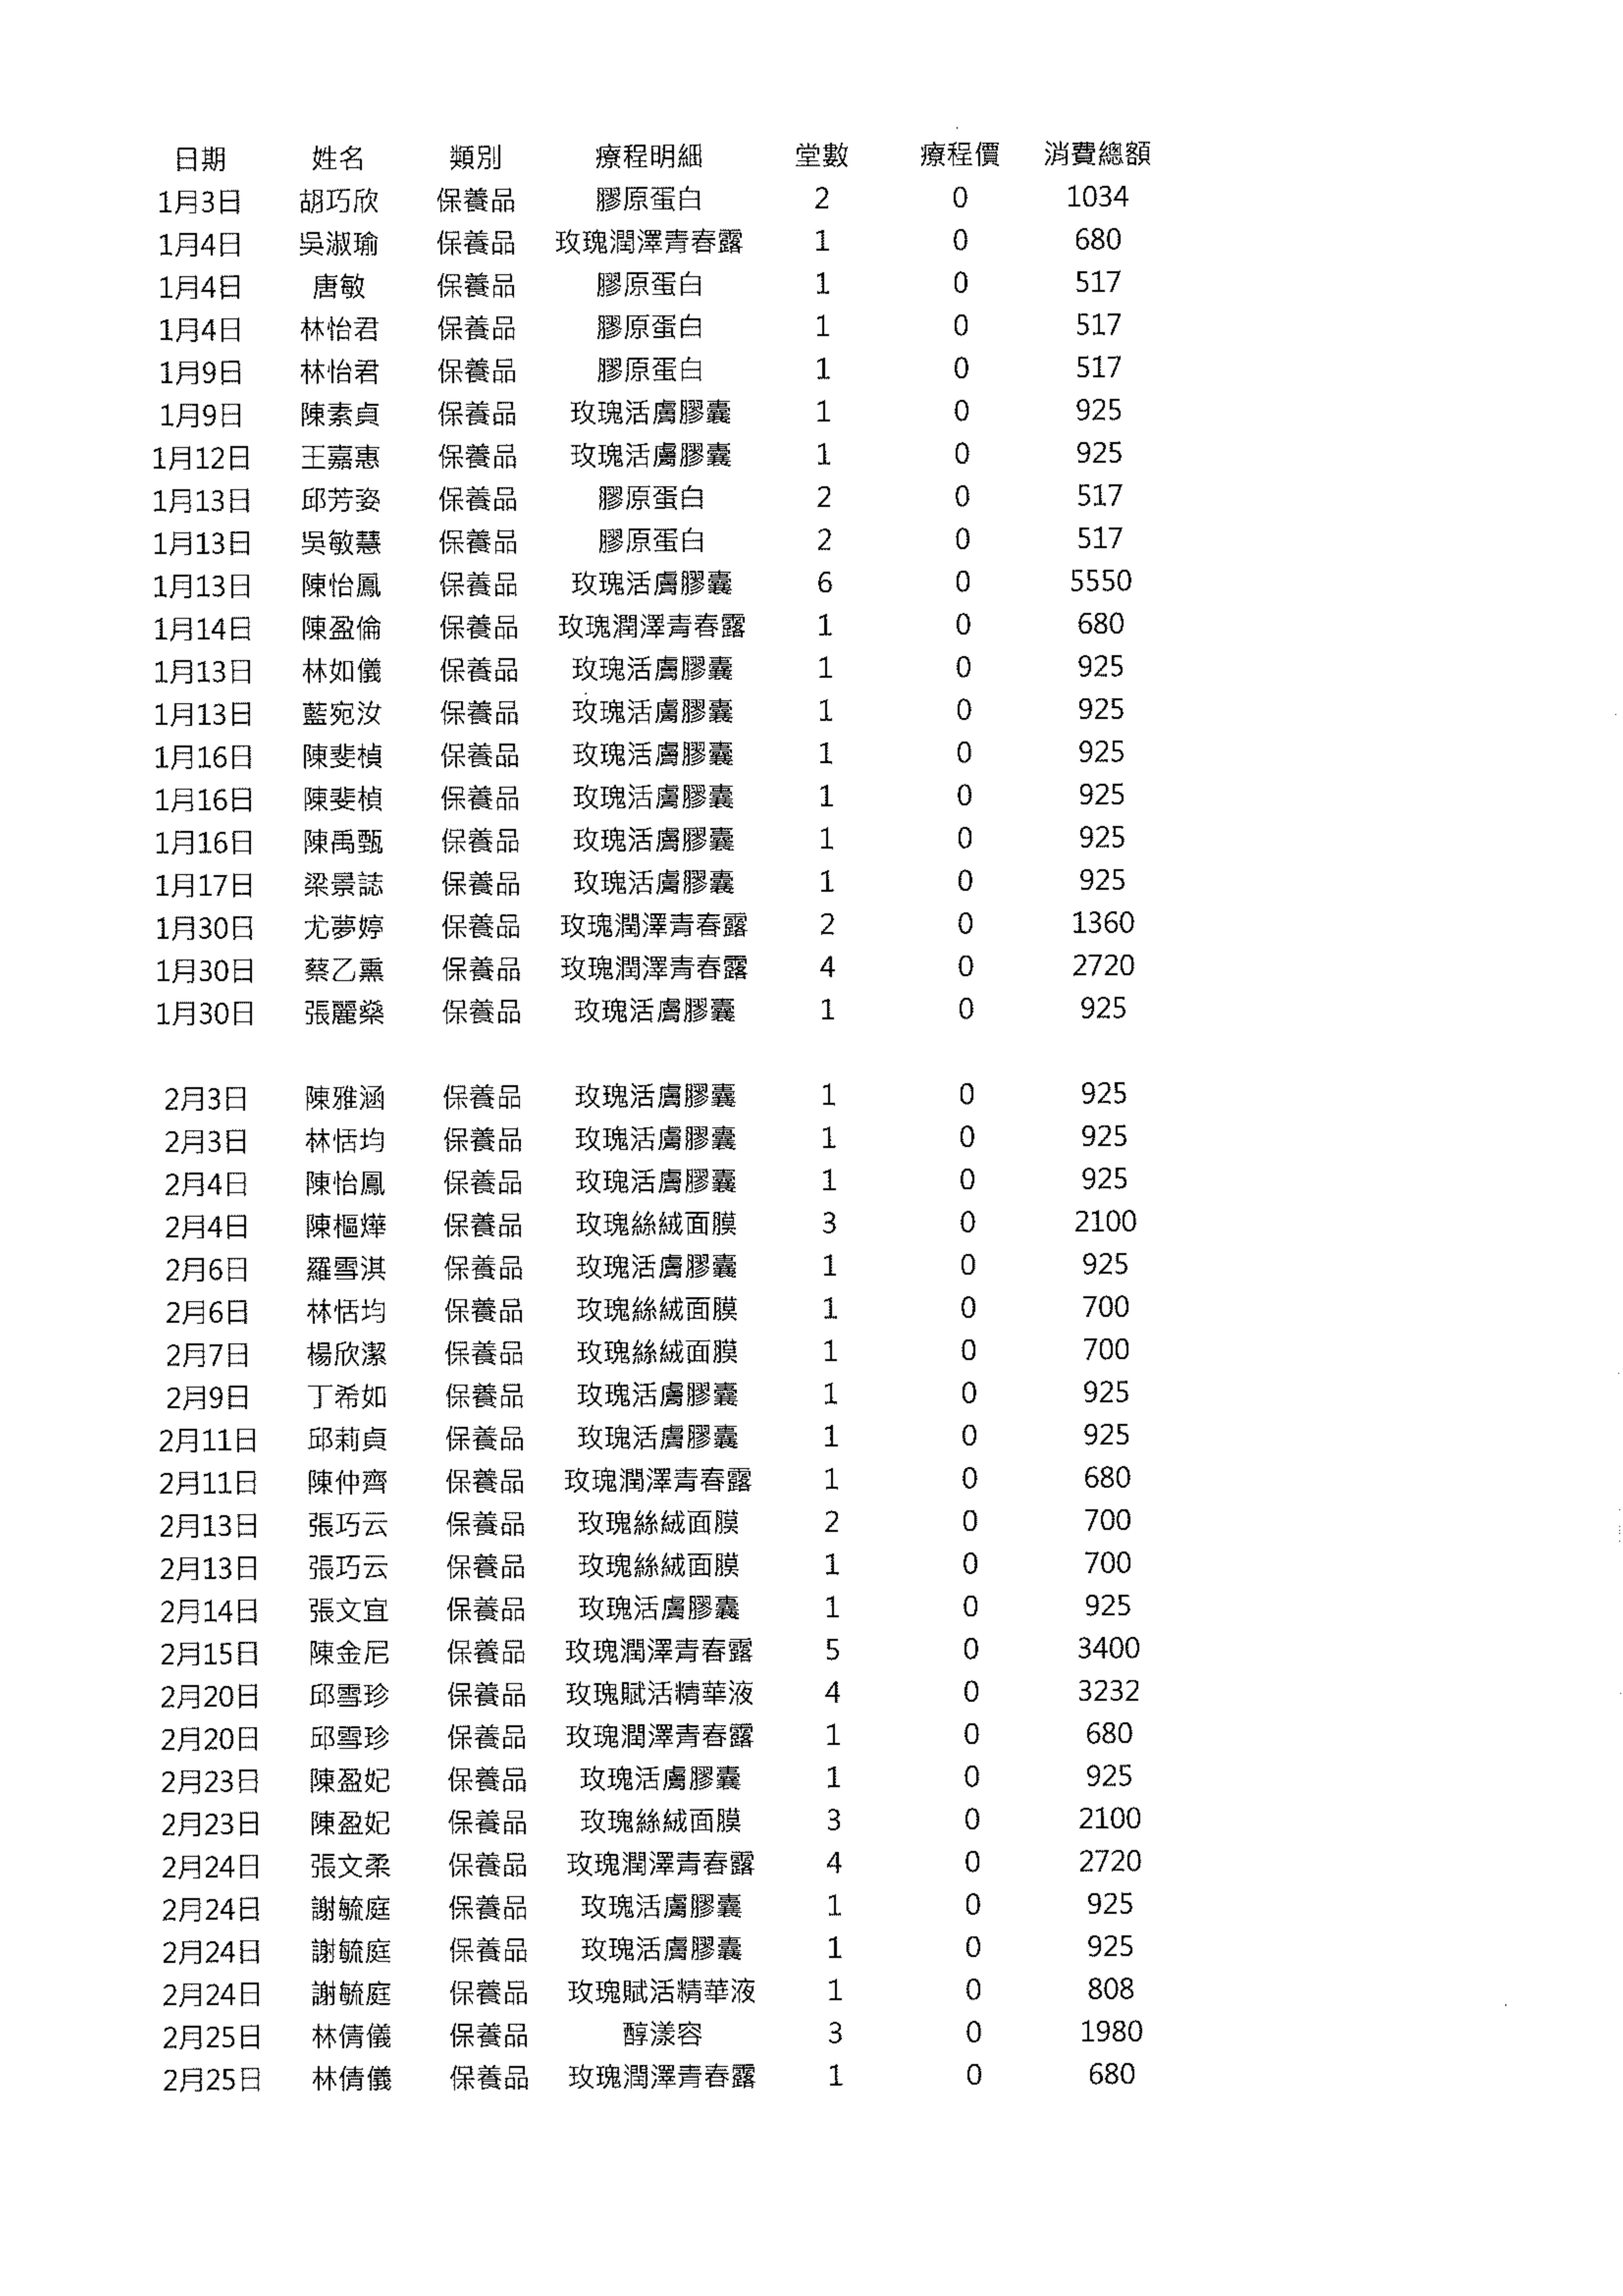 日期 姓名 類別 療程明細 堂數 療程價 消費總額
1月3日 胡巧欣 保養品 膠原蛋白 2 0 1034
1月4日 吳淑瑜 保養品 玫瑰潤澤青春露 1 0 680
1月4日 唐敏 保養品 膠原蛋白 1 0 517
1月4日 林怡君 保養品 膠原蛋白 1 0 517
1月9日 林怡君 保養品 膠原蛋白 1 0 517
1月9日 陳素貞 保養品 玫瑰活膚膠囊 1 0 925
1月12日 王嘉惠 保養品 玫瑰活膚膠囊 1 0 925
1月13日 邱芳姿 保養品 膠原蛋白 2 0 517
1月13日 吳敏慧 保養品 膠原蛋白 2 0 517
1月13日 陳怡鳳 保養品 玫瑰活膚膠囊 6 0 5550
1月14日 陳盈倫 保養品 玫瑰潤澤青春露 1 0 680
1月13日 林如儀 保養品 玫瑰活膚膠囊 1 0 925
1月13日 藍宛汝 保養品 玫瑰活膚膠囊 1 0 925
1月16日 陳斐楨 保養品 玫瑰活膚膠囊 1 0 925
1月16日 陳斐楨 保養品 玫瑰活膚膠囊 1 0 925
1月16日 陳禹甄 保養品 玫瑰活膚膠囊 1 0 925
1月17日 梁景誌 保養品 玫瑰活膚膠囊 1 0 925
1月30日 尤夢婷 保養品 玫瑰潤澤青春露 2 0 1360
1月30日 蔡乙熏 保養品 玫瑰潤澤青春露 4 0 2720
1月30日 張麗燊 保養品 玫瑰活膚膠囊 1 0 925
2月3日 陳雅涵 保養品 玫瑰活膚膠囊 1 0 925
2月3日 林恬均 保養品 玫瑰活膚膠囊 1 0 925
2月4日 陳怡鳳 保養品 玫瑰活膚膠囊 1 0 925
2月4日 陳樞燁 保養品 玫瑰絲絨面膜 3 0 2100
2月6日 羅雪淇 保養品 玫瑰活膚膠囊 1 0 925
2月6日 林恬均 保養品 玫瑰絲絨面膜 1 0 700
2月7日 楊欣潔 保養品 玫瑰絲絨面膜 1 0 700
2月9日 丁希如 保養品 玫瑰活膚膠囊 1 0 925
2月11日 邱莉貞 保養品 玫瑰活膚膠囊 1 0 925
2月11日 陳仲齊 保養品 玫瑰潤澤青春露 1 0 680
2月13日 張巧云 保養品 玫瑰絲絨面膜 2 0 700
2月13日 張巧云 保養品 玫瑰絲絨面膜 1 0 700
2月14日 張文宜 保養品 玫瑰活膚膠囊 1 0 925
2月15日 陳金尼 保養品 玫瑰潤澤青春露 5 0 3400
2月20日 邱雪珍 保養品 玫瑰賦活精華液 4 0 3232
2月20日 邱雪珍 保養品 玫瑰潤澤青春露 1 0 680
2月23日 陳盈妃 保養品 玫瑰活膚膠囊 1 0 925
2月23日 陳盈妃 保養品 玫瑰絲絨面膜 3 0 2100
2月24日 張文柔 保養品 玫瑰潤澤青春露 4 0 2720
2月24日 謝毓庭 保養品 玫瑰活膚膠囊 1 0 925
2月24日 謝毓庭 保養品 玫瑰活膚膠囊 1 0 925
2月24日 謝毓庭 保養品 玫瑰賦活精華液 1 0 808
2月25日 林倩儀 保養品 醇漾容 3 0 1980
2月25日 林倩儀 保養品 玫瑰潤澤青春露 1 0 680